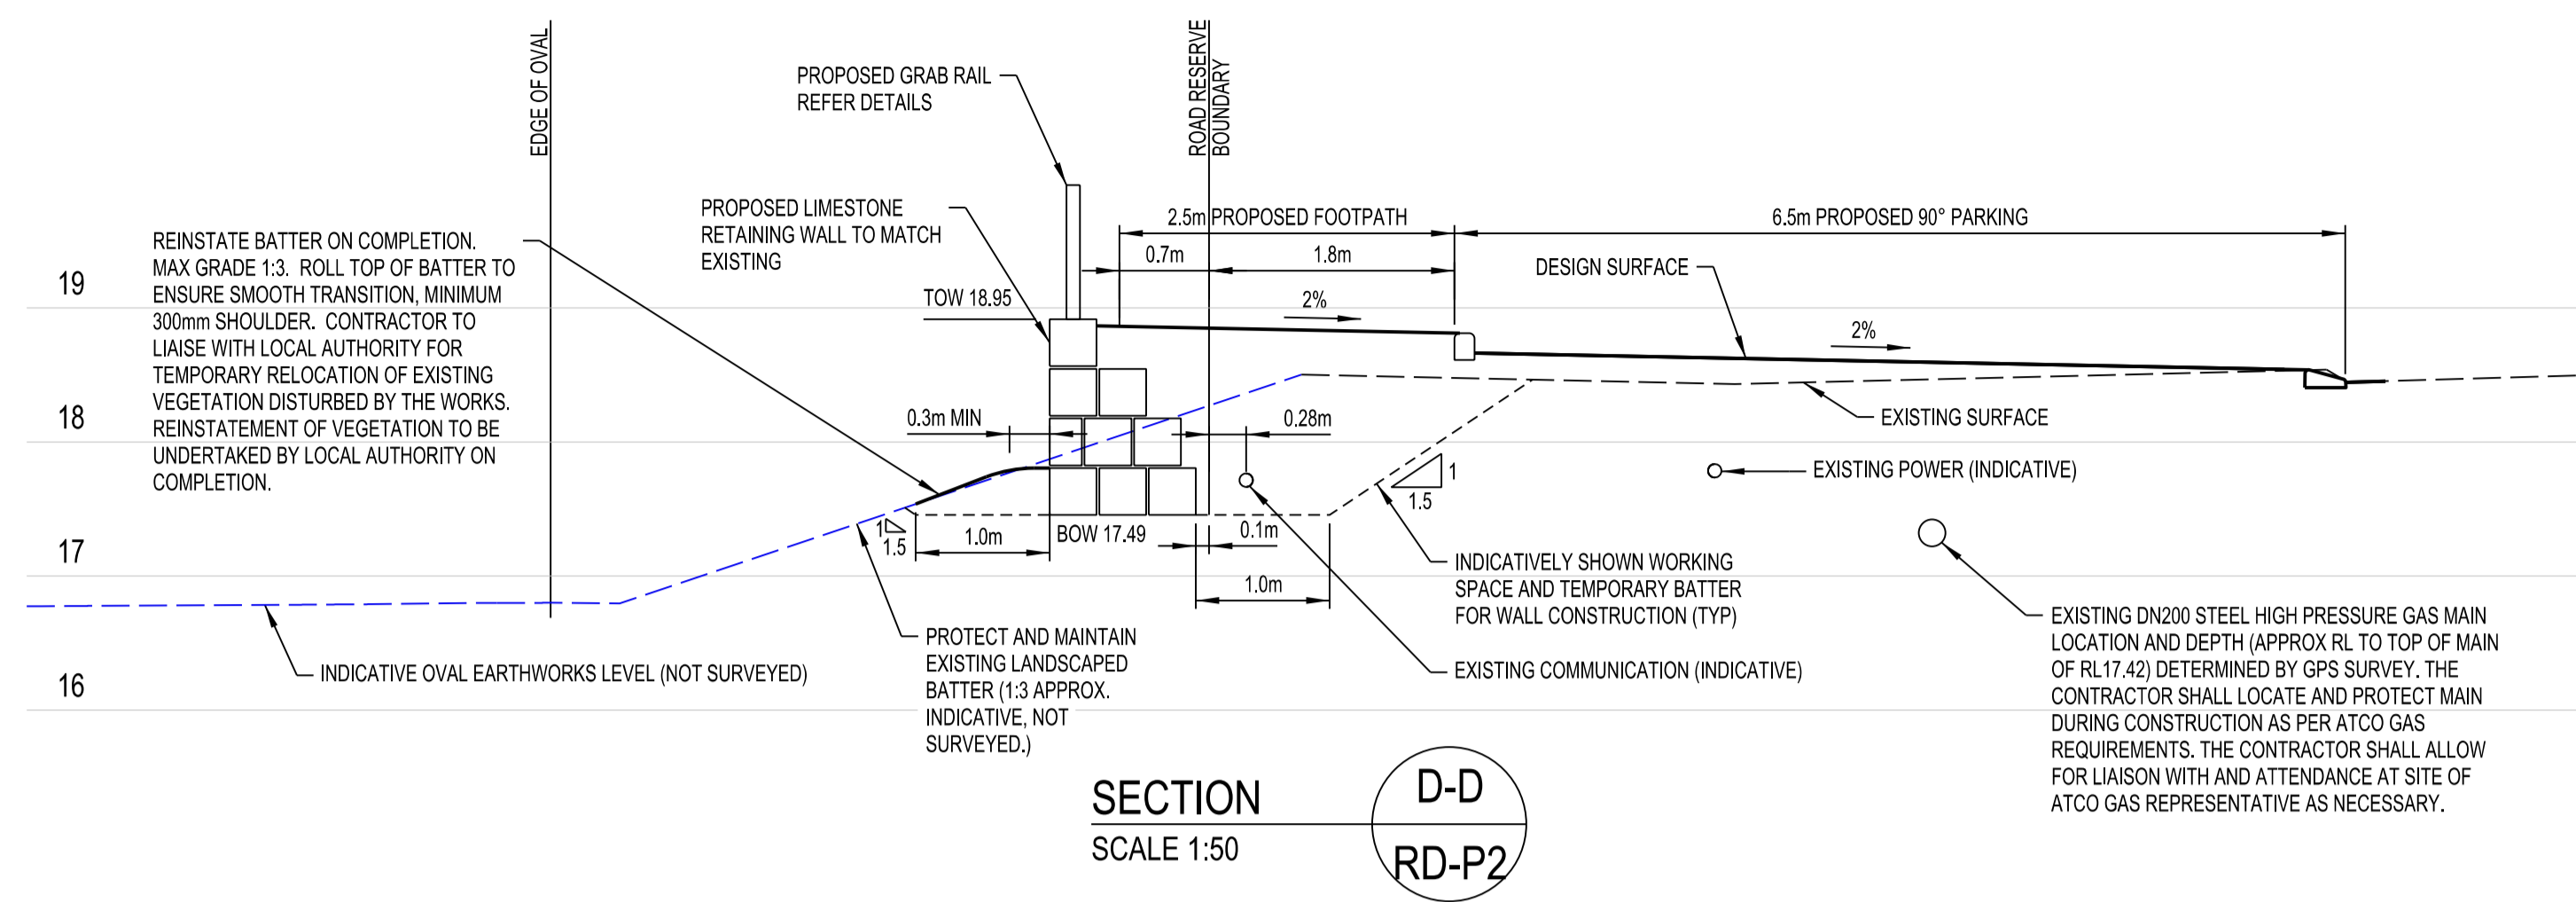 EDGE OF OVAL
ROAD RESERVE
BOUNDARY
PROPOSED GRAB RAIL
REFER DETAILS
PROPOSED LIMESTONE
RETAINING WALL TO MATCH
EXISTING
REINSTATE BATTER ON COMPLETION.
MAX GRADE 1:3. ROLL TOP OF BATTER TO
ENSURE SMOOTH TRANSITION, MINIMUM
300mm SHOULDER. CONTRACTOR TO
LIAISE WITH LOCAL AUTHORITY FOR
TEMPORARY RELOCATION OF EXISTING
VEGETATION DISTURBED BY THE WORKS.
REINSTATEMENT OF VEGETATION TO BE
UNDERTAKED BY LOCAL AUTHORITY ON
COMPLETION.
2.5m PROPOSED FOOTPATH
6.5m PROPOSED 90° PARKING
0.7m
1.8m
DESIGN SURFACE
19
TOW 18.95
2%
2%
18
0.3m MIN
0.28m
EXISTING SURFACE
EXISTING POWER (INDICATIVE)
1
1.5
17
1
1.5
1.0m
BOW 17.49
0.1m
1.0m
INDICATIVELY SHOWN WORKING
SPACE AND TEMPORARY BATTER
FOR WALL CONSTRUCTION (TYP)
EXISTING DN200 STEEL HIGH PRESSURE GAS MAIN
LOCATION AND DEPTH (APPROX RL TO TOP OF MAIN
OF RL17.42) DETERMINED BY GPS SURVEY. THE
CONTRACTOR SHALL LOCATE AND PROTECT MAIN
DURING CONSTRUCTION AS PER ATCO GAS
REQUIREMENTS. THE CONTRACTOR SHALL ALLOW
FOR LIAISON WITH AND ATTENDANCE AT SITE OF
ATCO GAS REPRESENTATIVE AS NECESSARY.
PROTECT AND MAINTAIN
EXISTING LANDSCAPED
BATTER (1:3 APPROX.
INDICATIVE, NOT
SURVEYED.)
EXISTING COMMUNICATION (INDICATIVE)
INDICATIVE OVAL EARTHWORKS LEVEL (NOT SURVEYED)
16
SECTION
SCALE 1:50
D-D
RD-P2